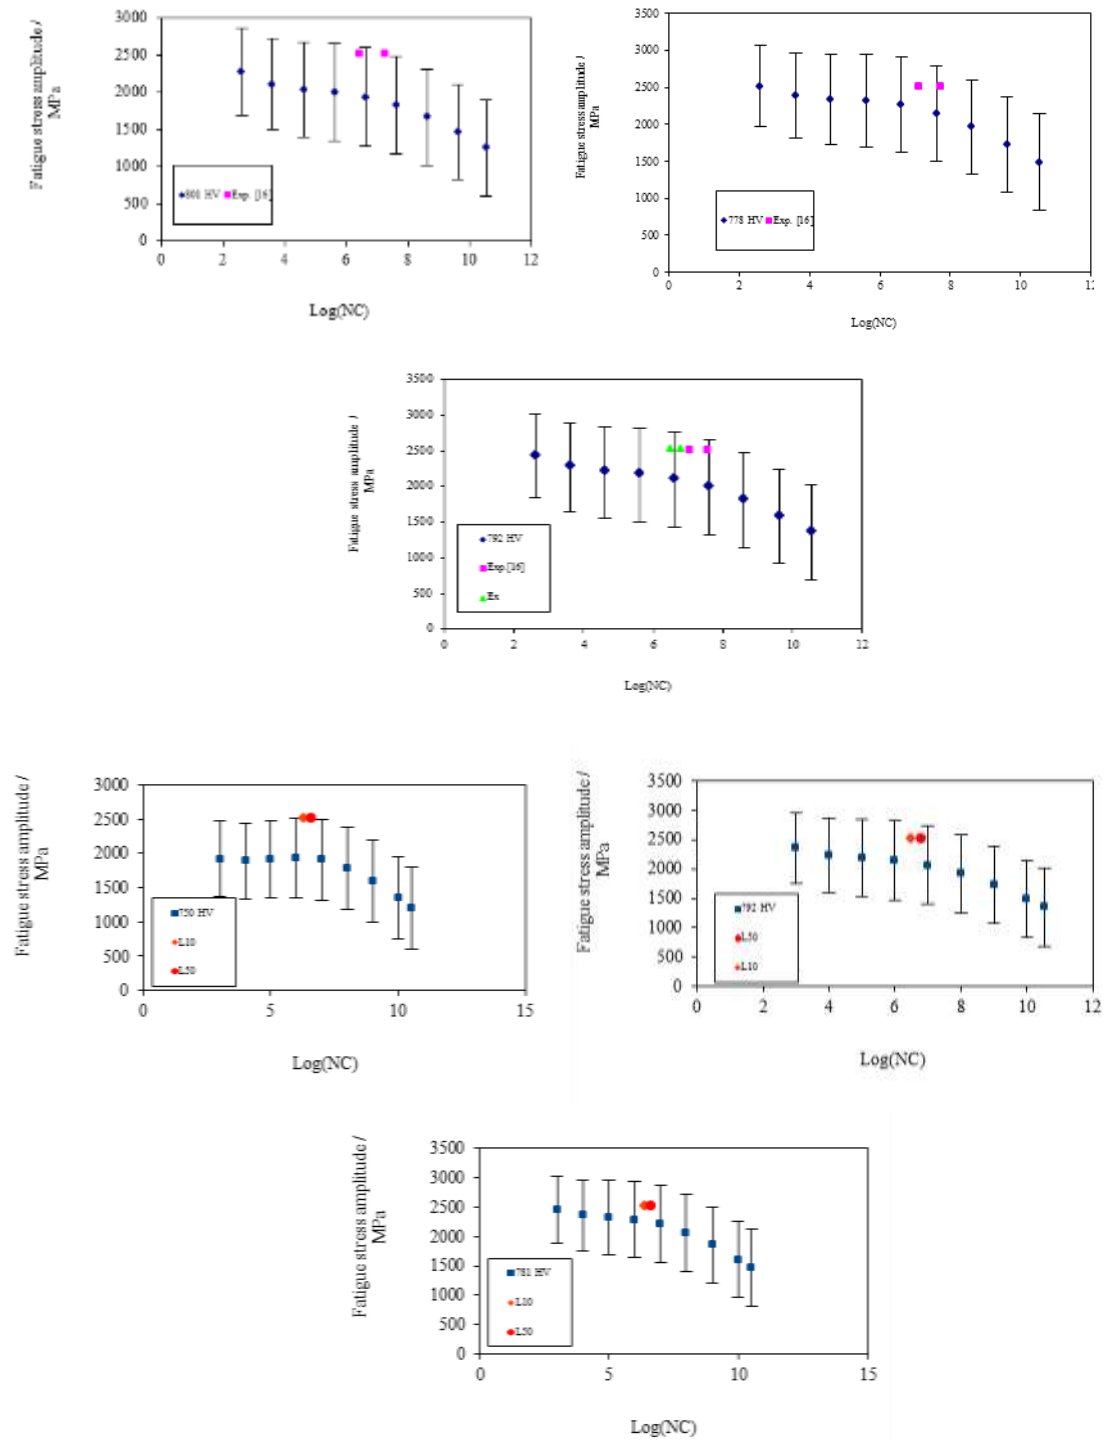 Fatigue stress amplitude /
MPa
3000
2500
2000
1500
1000
500
0
801 HV Exp. [16]
0 2 4 6 8 10 12
Log(NC)
Fatigue stress amplitude /
MPa
3500
3000
2500
2000
1500
1000
500
0
778 HV Exp. [16]
0 2 4 6 8 10 12
Log(NC)
Fatigue stress amplitude /
MPa
3500
3000
2500
2000
1500
1000
500
0
792 HV
Exp.[16]
Ex
0 2 4 6 8 10 12
Log(NC)
Fatigue stress amplitude /
MPa
3000
2500
2000
1500
1000
500
0
750 HV
L10
L50
0 5 10 15
Log(NC)
Fatigue stress amplitude /
MPa
3500
3000
2500
2000
1500
1000
500
0
792 HV
L50
L10
0 2 4 6 8 10 12
Log(NC)
Fatigue stress amplitude /
MPa
3500
3000
2500
2000
1500
1000
500
0
781 HV
L10
L50
0 5 10 15
Log(NC)